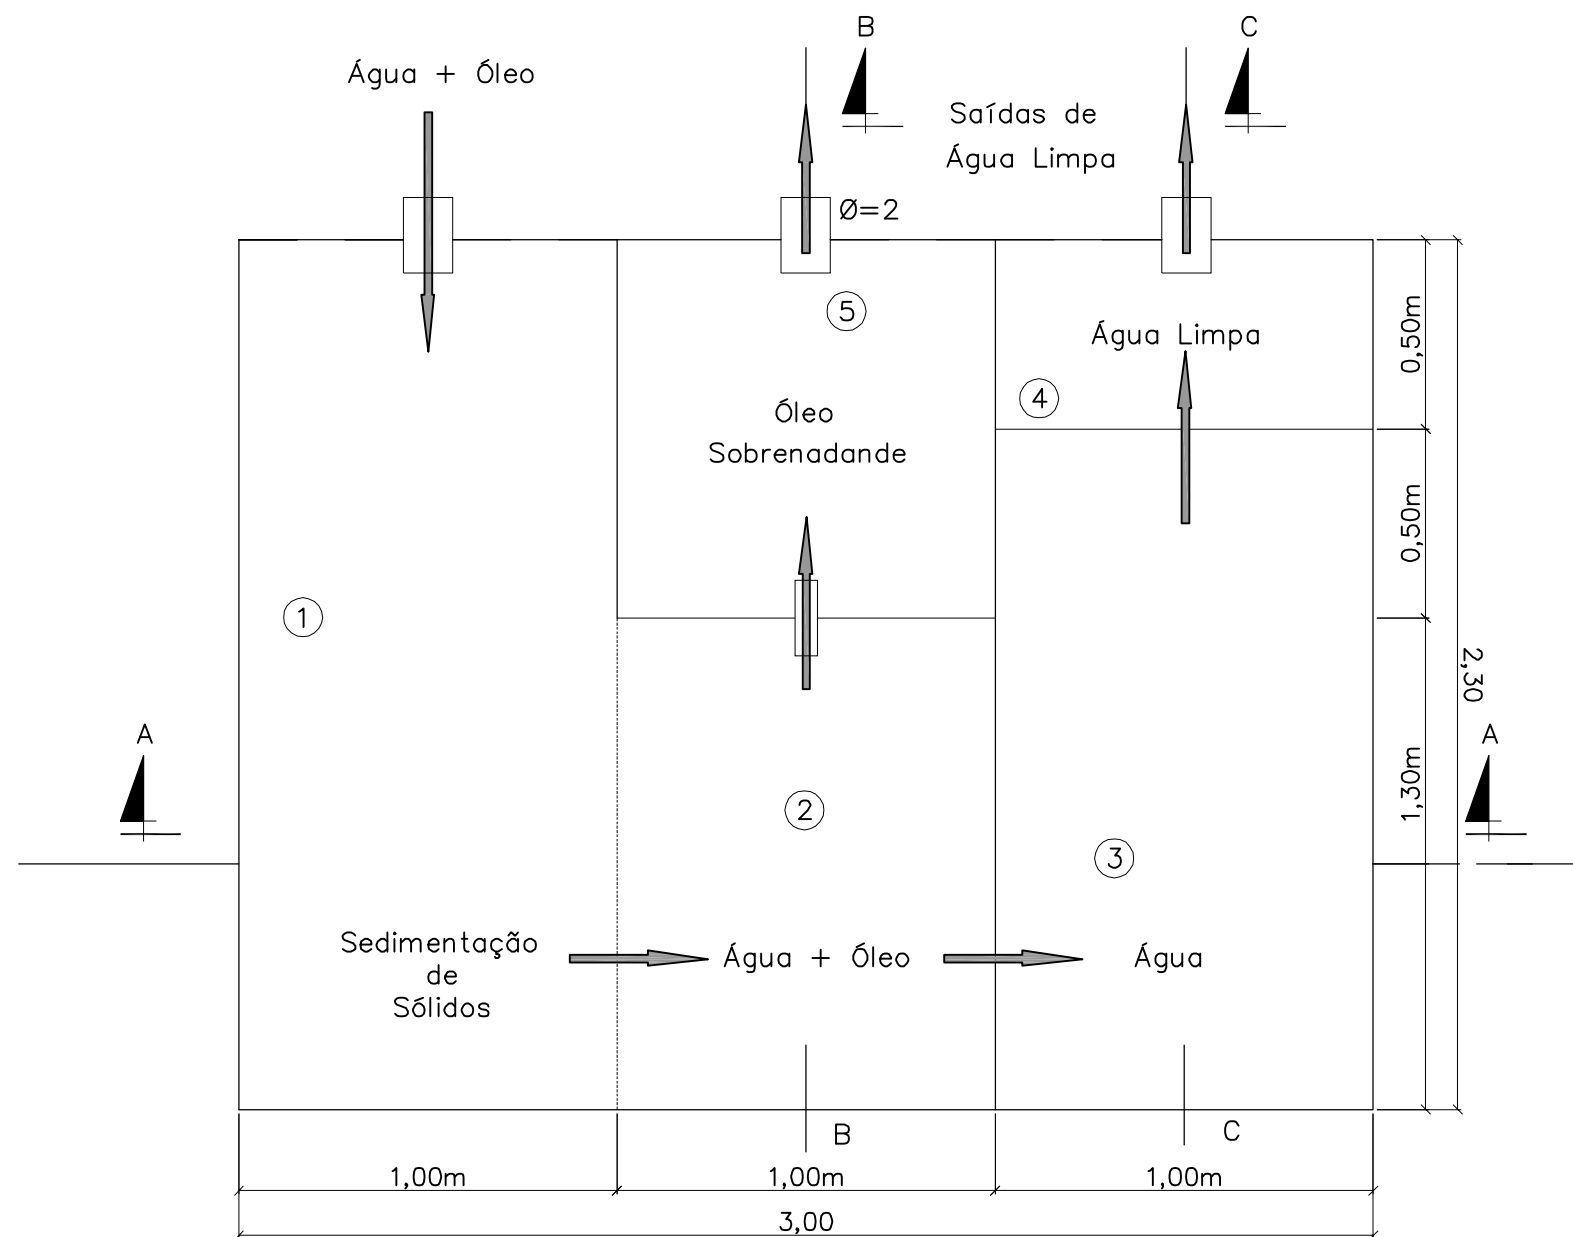 B
C
Água + Óleo
Saídas de
Água Limpa
Ø=2
5
Água Limpa
0,50m
4
Óleo
Sobrenadande
0,50m
1
2,30
A
A
1,30m
2
3
Sedimentação
de
Sólidos
Água + Óleo
Água
B
C
1,00m
1,00m
1,00m
3,00